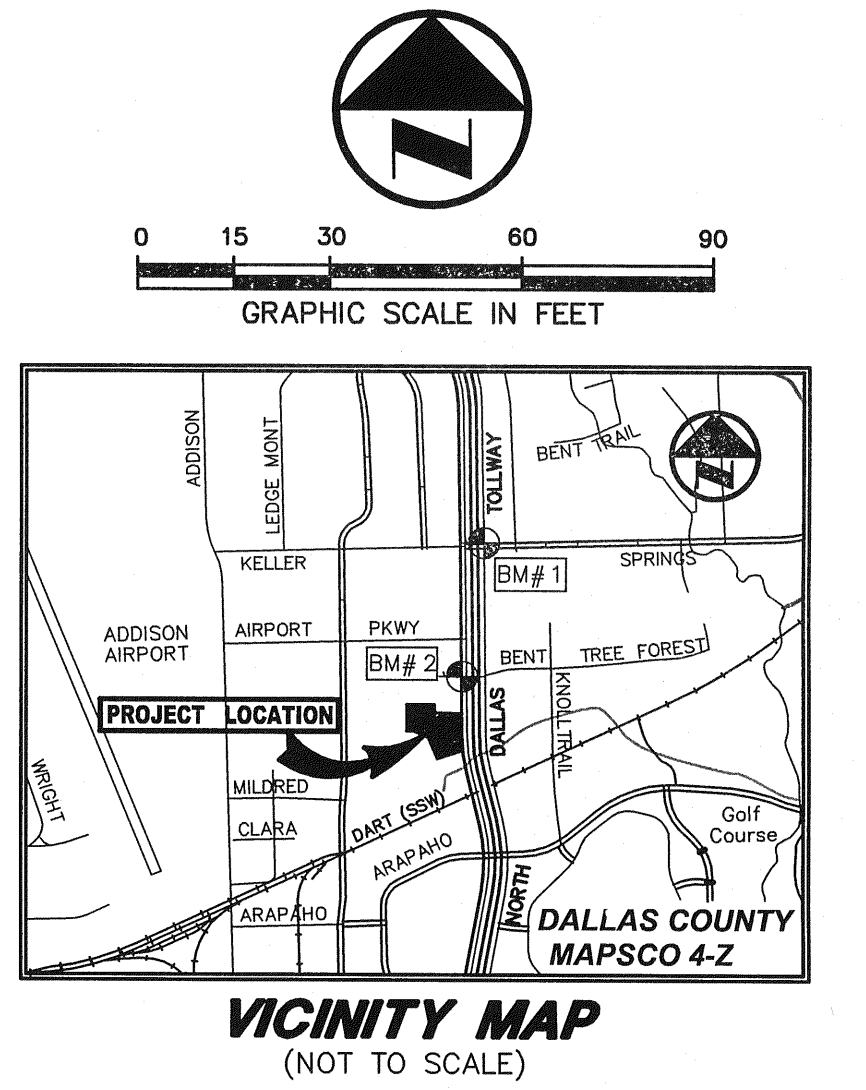 N
0 15 30 60 90
GRAPHIC SCALE IN FEET
ADDISON
LEDGE MONT
TOLLWAY
BENT TRAIL
N
KELLER
SPRINGS
BM# 1
ADDISON
AIRPORT
AIRPORT PKWY
BM# 2
BENT TREE FOREST
PROJECT LOCATION
KNOLL TRAIL
DALLAS
WRIGHT
MILDRED
CLARA
DART (SSW)
ARAPAHO
Golf
Course
ARAPAHO
NORTH
DALLAS COUNTY
MAPSCO 4-Z
VICINITY MAP
(NOT TO SCALE)